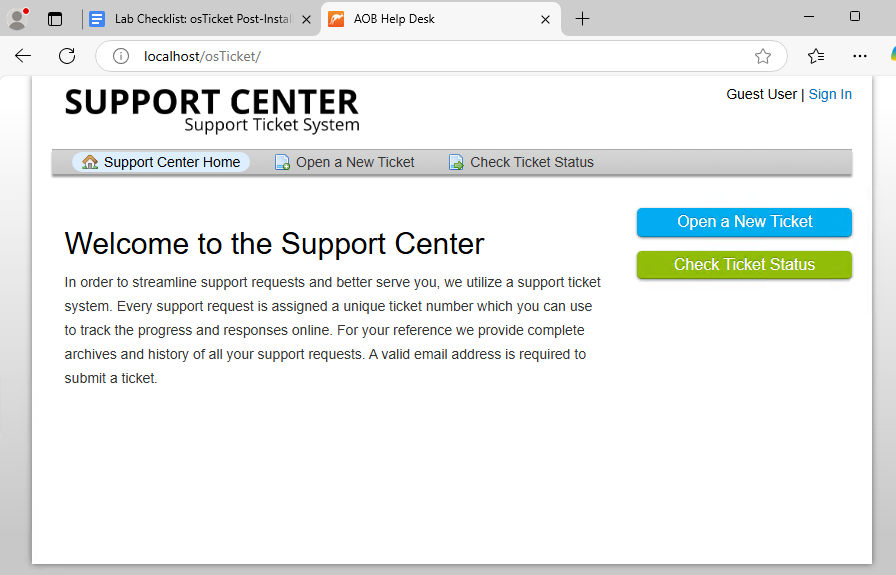 Lab Checklist: osTicket Post-Instal
AOB Help Desk
localhost/osTicket/
SUPPORT CENTER
Support Ticket System
Guest User | Sign In
Support Center Home
Open a New Ticket
Check Ticket Status
Open a New Ticket
Check Ticket Status
Welcome to the Support Center
In order to streamline support requests and better serve you, we utilize a support ticket
system. Every support request is assigned a unique ticket number which you can use
to track the progress and responses online. For your reference we provide complete
archives and history of all your support requests. A valid email address is required to
submit a ticket.